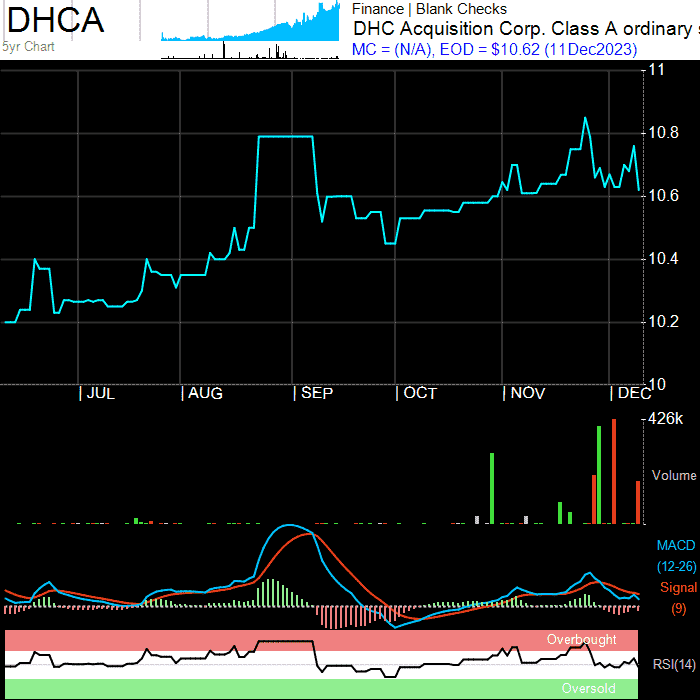 DHCA
5yr Chart
Finance | Blank Checks
DHC Acquisition Corp. Class A ordinary s
MC = (N/A), EOD = $10.62 (11Dec2023)
11
10.8
10.6
10.4
10.2
10
| JUL | AUG | SEP | OCT | NOV | DEC
426k
Volume
MACD
(12-26)
Signal
(9)
Overbought
RSI(14)
Oversold